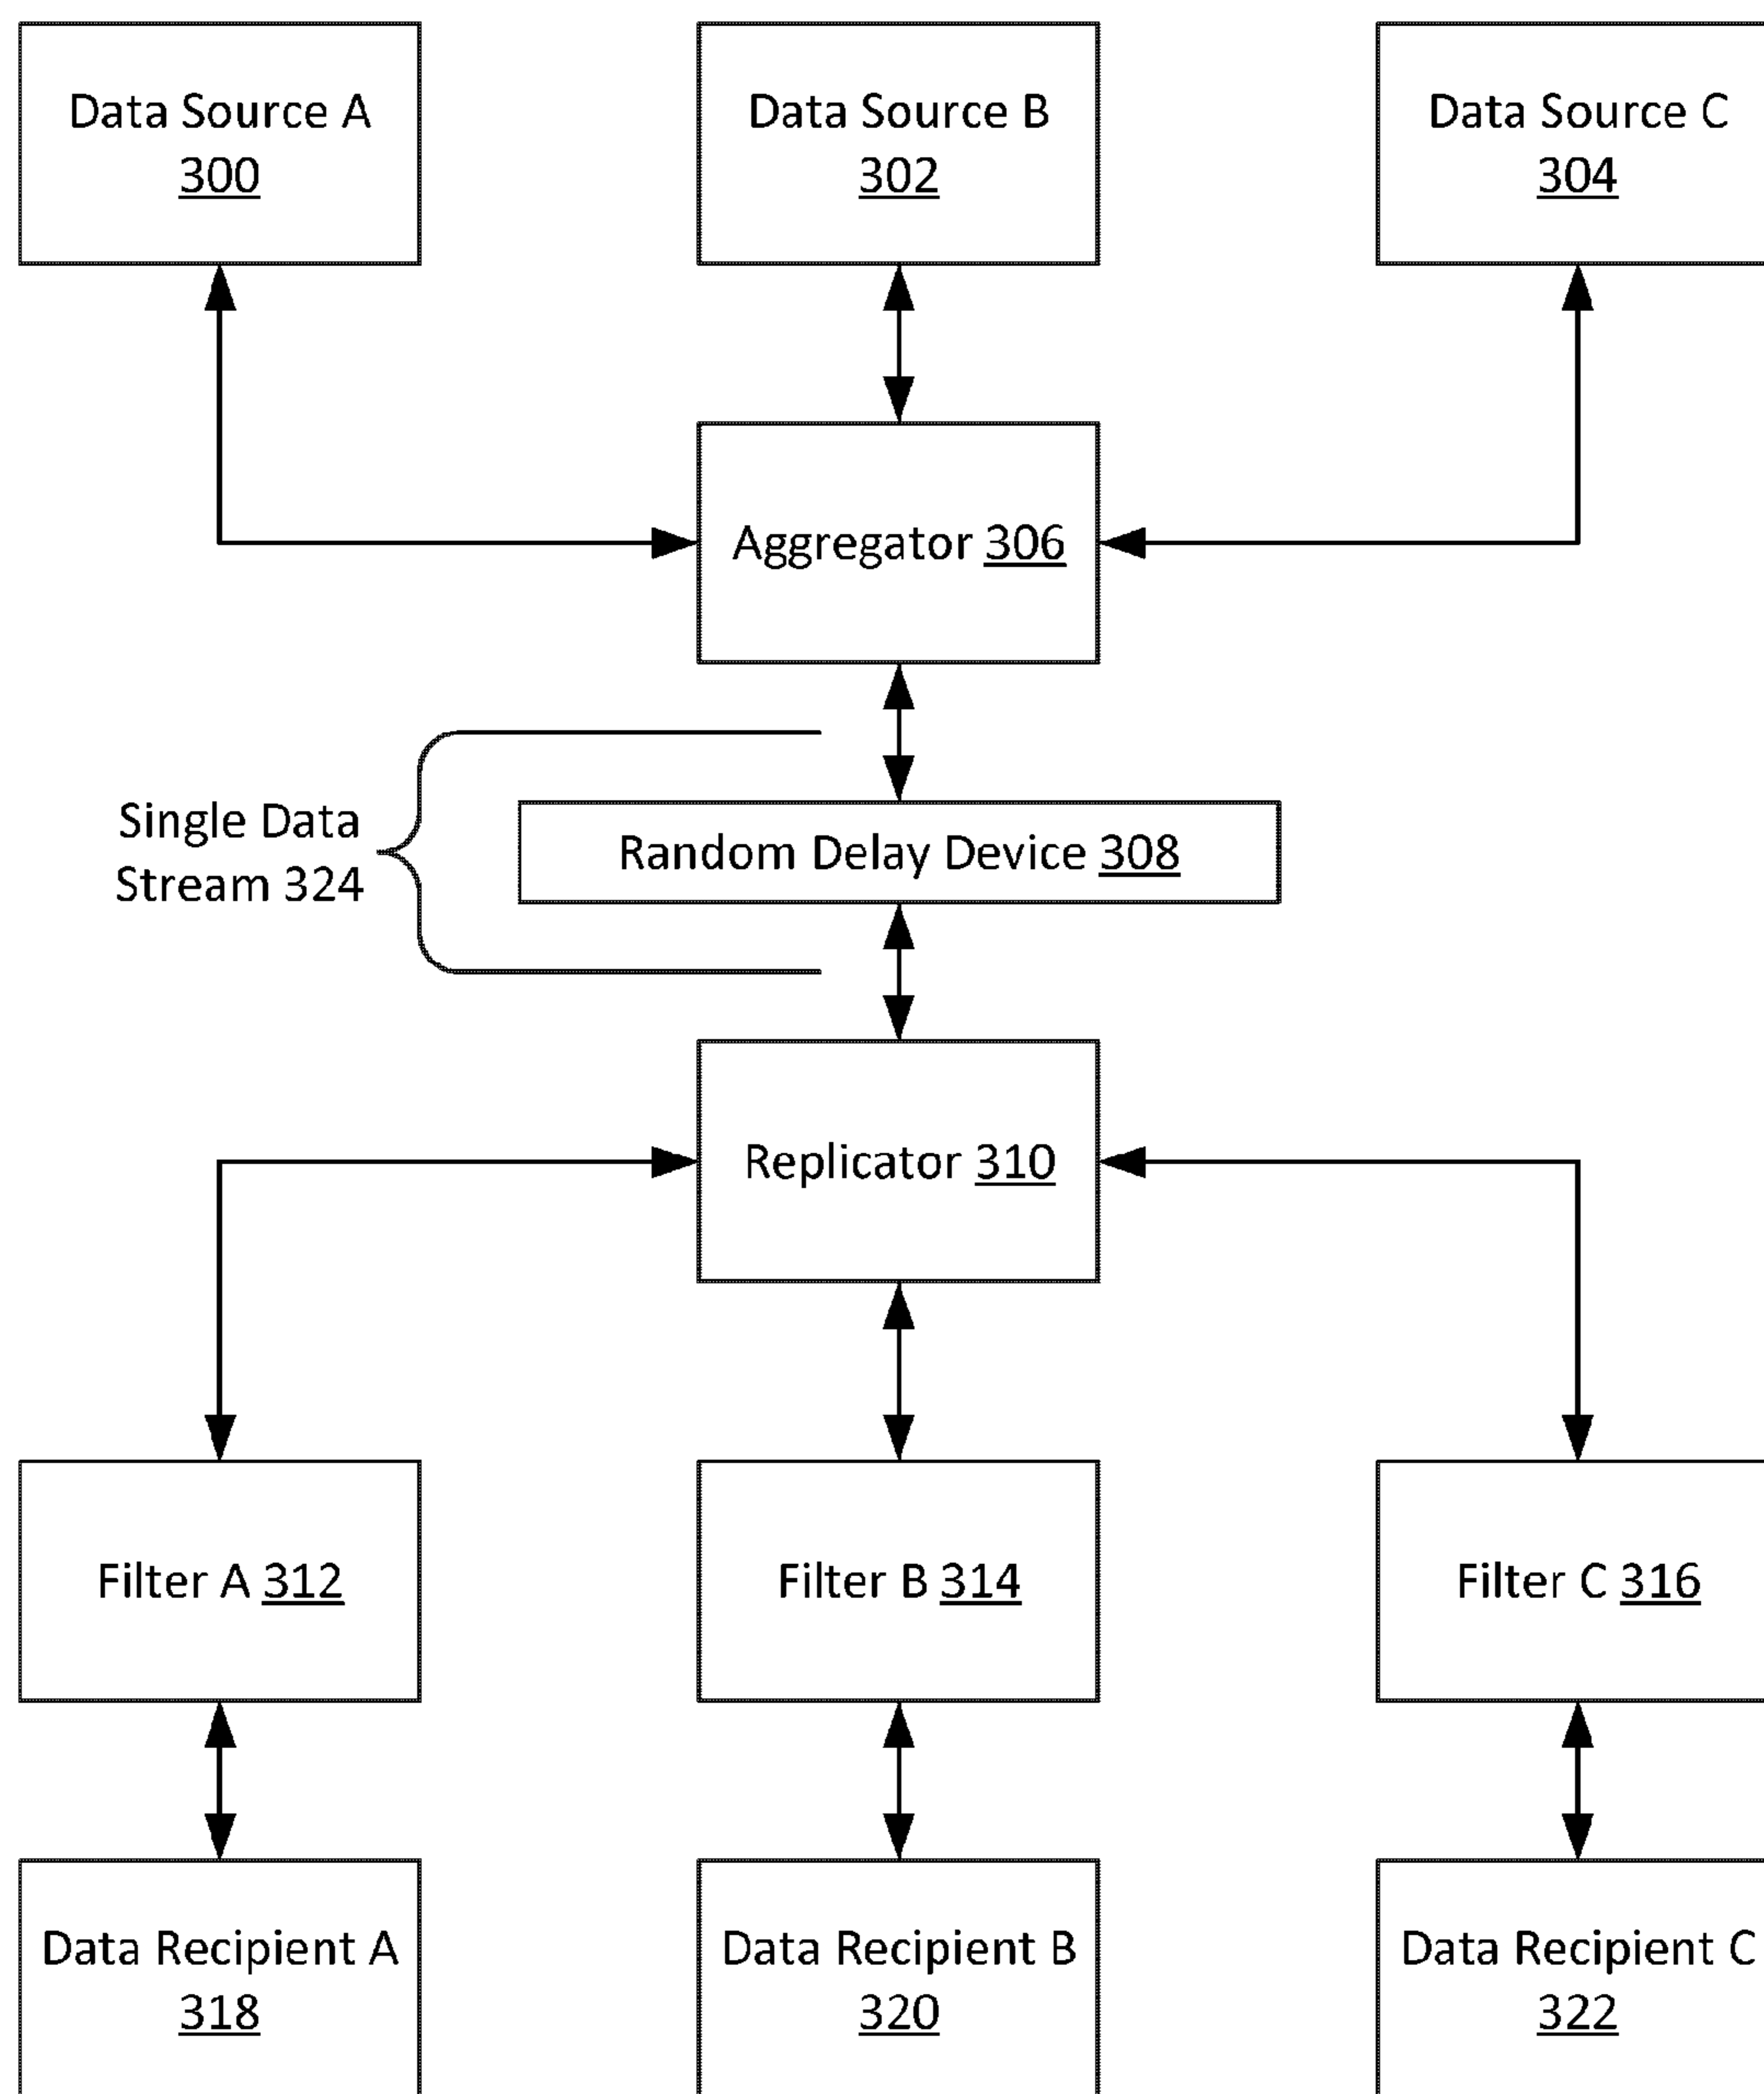 Data Source A
300
Data Source B
302
Data Source C
304
Aggregator 306
Single Data
Stream 324
Random Delay Device 308
Replicator 310
Filter A 312
Filter B 314
Filter C 316
Data Recipient A
318
Data Recipient B
320
Data Recipient C
322